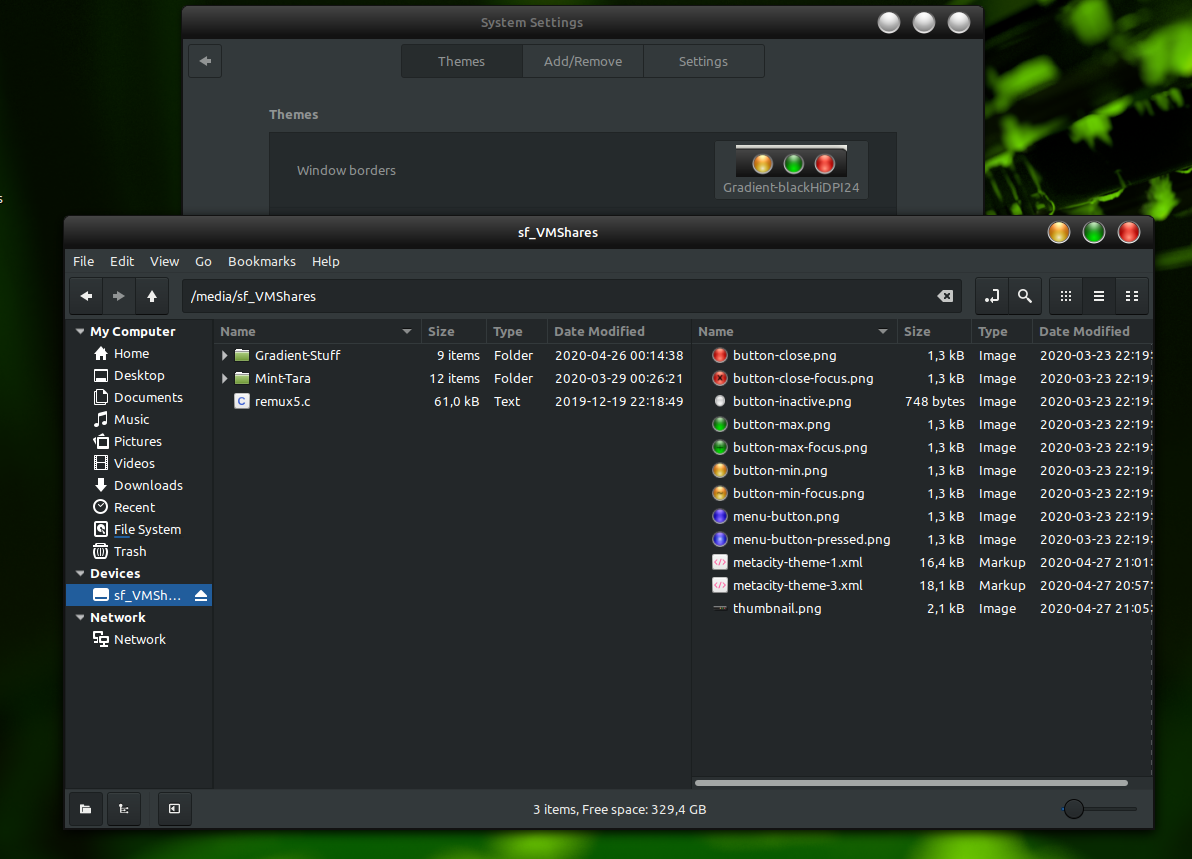 System Settings
Themes Add/Remove Settings
Themes
Window borders
Gradient-blackHiDPI24
s
sf_VMShares
File Edit View Go Bookmarks Help
/media/sf_VMShares
My Computer
Home
Desktop
Documents
Music
Pictures
Videos
Downloads
Recent
File System
Trash
Devices
sf_VMSh...
Network
Network
Name Size Type Date Modified
Gradient-Stuff 9 items Folder 2020-04-26 00:14:38
Mint-Tara 12 items Folder 2020-03-29 00:26:21
C remux5.c 61,0 kB Text 2019-12-19 22:18:49
Name Size Type Date Modified
button-close.png 1,3 kB Image 2020-03-23 22:19:
button-close-focus.png 1,3 kB Image 2020-03-23 22:19:
button-inactive.png 748 bytes Image 2020-03-23 22:19:
button-max.png 1,3 kB Image 2020-03-23 22:19:
button-max-focus.png 1,3 kB Image 2020-03-23 22:19:
button-min.png 1,3 kB Image 2020-03-23 22:19:
button-min-focus.png 1,3 kB Image 2020-03-23 22:19:
menu-button.png 1,3 kB Image 2020-03-23 22:19:
menu-button-pressed.png 1,3 kB Image 2020-03-23 22:19:
</> metacity-theme-1.xml 16,4 kB Markup 2020-04-27 21:01:
</> metacity-theme-3.xml 18,1 kB Markup 2020-04-27 20:57:
thumbnail.png 2,1 kB Image 2020-04-27 21:05:
3 items, Free space: 329,4 GB